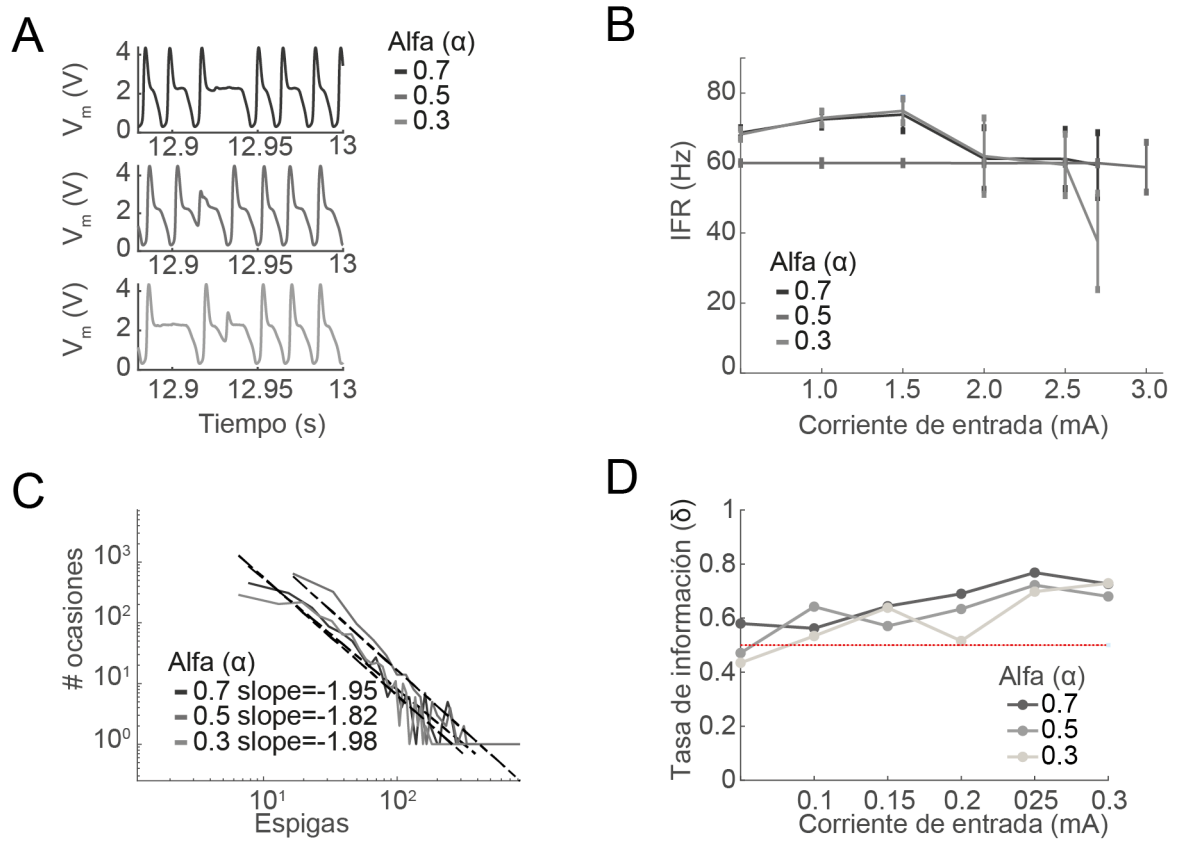 A
Alfa (α)
0.7
0.5
0.3
Vm (V)
4
2
0
12.9 12.95 13
Vm (V)
4
2
0
12.9 12.95 13
Vm (V)
4
2
0
12.9 12.95 13
Tiempo (s)
B
IFR (Hz)
80
60
40
20
0
Alfa (α)
0.7
0.5
0.3
1.0 1.5 2.0 2.5 3.0
Corriente de entrada (mA)
C
# ocasiones
10³
10²
10¹
10⁰
Alfa (α)
0.7 slope=-1.95
0.5 slope=-1.82
0.3 slope=-1.98
10¹ 10²
Espigas
D
Tasa de información (δ)
1
0.8
0.6
0.4
0.2
0
Alfa (α)
0.7
0.5
0.3
0.1 0.15 0.2 025 0.3
Corriente de entrada (mA)